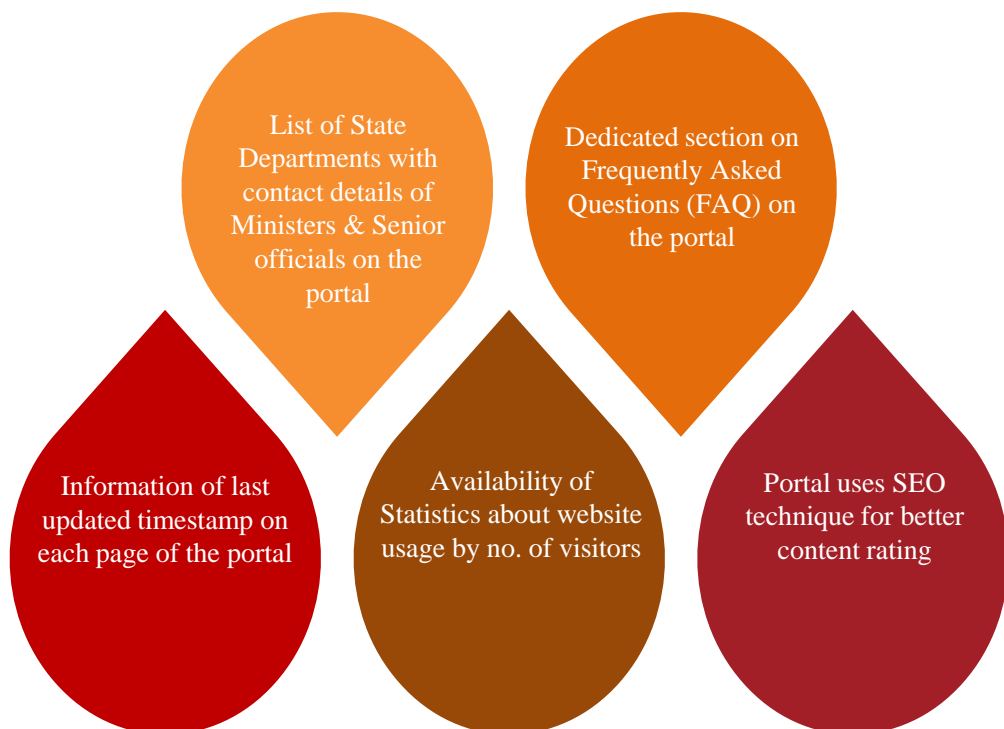 List of State
Departments with
contact details of
Ministers & Senior
officials on the
portal
Dedicated section on
Frequently Asked
Questions (FAQ) on
the portal
Information of last
updated timestamp on
each page of the portal
Availability of
Statistics about website
usage by no. of visitors
Portal uses SEO
technique for better
content rating